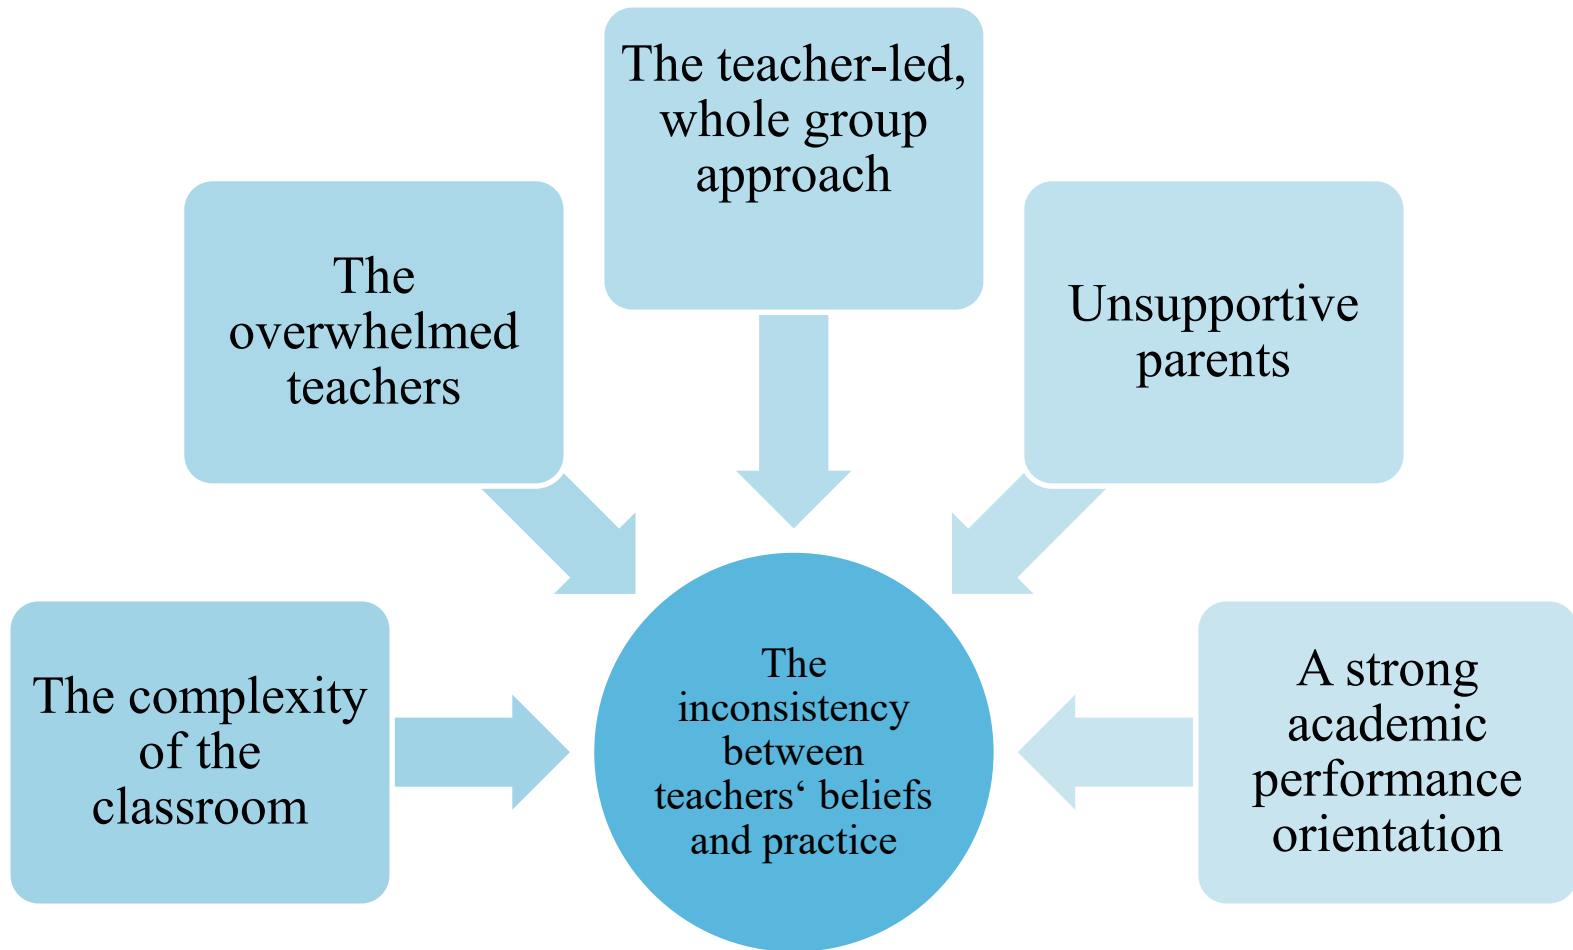 The teacher-led,
whole group
approach
The
overwhelmed
teachers
Unsupportive
parents
The complexity
of the
classroom
The
inconsistency
between
teachers‘ beliefs
and practice
A strong
academic
performance
orientation